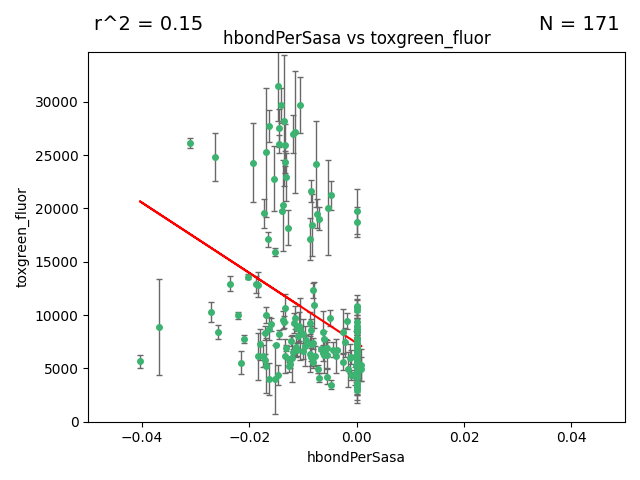 r^2 = 0.15
N = 171
hbondPerSasa vs toxgreen_fluor
30000
25000
20000
15000
10000
5000
0
toxgreen_fluor
−0.04
−0.02
0.00
0.02
0.04
hbondPerSasa